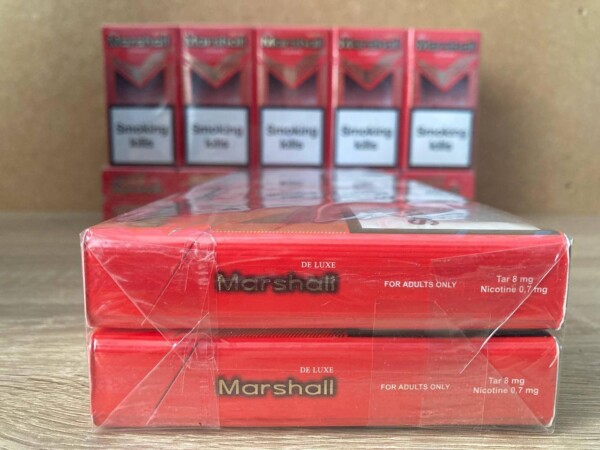 Marshall Marshall Marshall Marshall Marshall
Smoking Smoking Smoking Smoking Smoking
kills kills kills kills kills
DE LUXE
Marshall
FOR ADULTS ONLY
Tar 8 mg
Nicotine 0,7 mg
DE LUXE
Marshall
FOR ADULTS ONLY
Tar 8 mg
Nicotine 0,7 mg